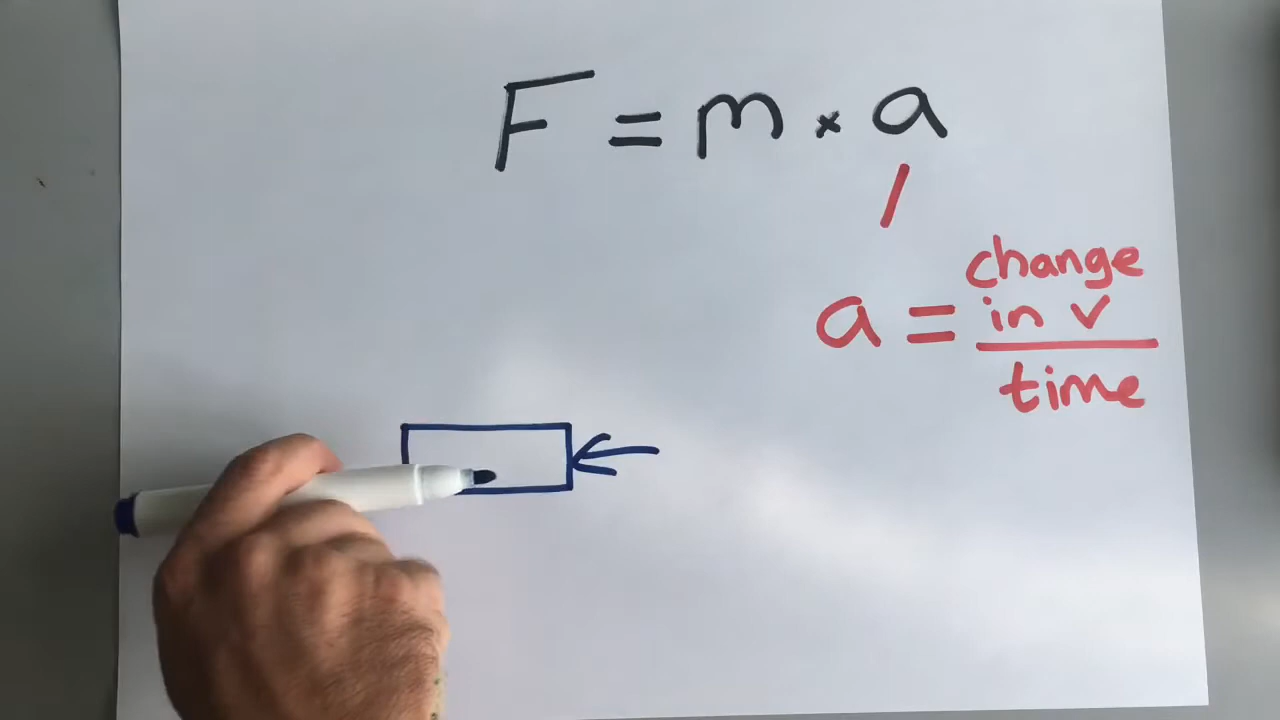 F = m × a
a = change in v / time